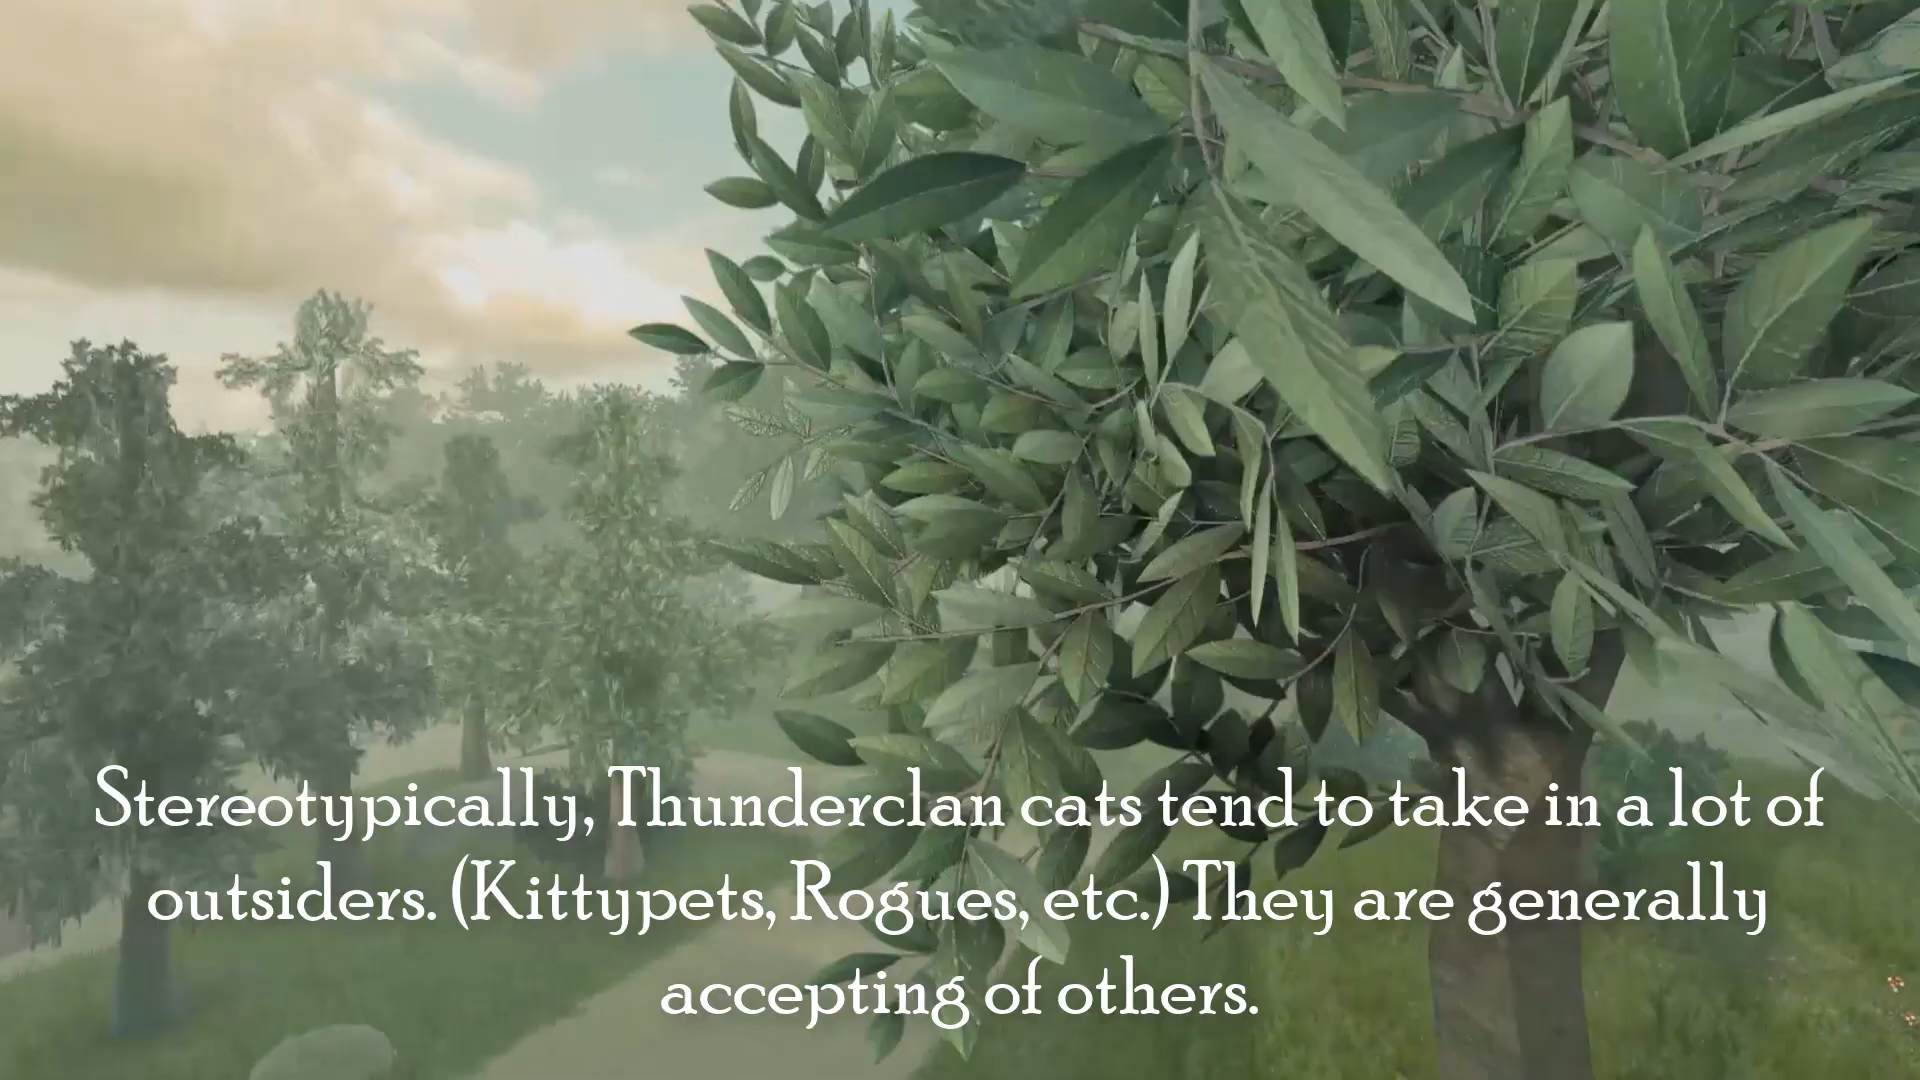 Stereotypically, Thunderclan cats tend to take in a lot of
outsiders. (Kittypets, Rogues, etc.) They are generally
accepting of others.